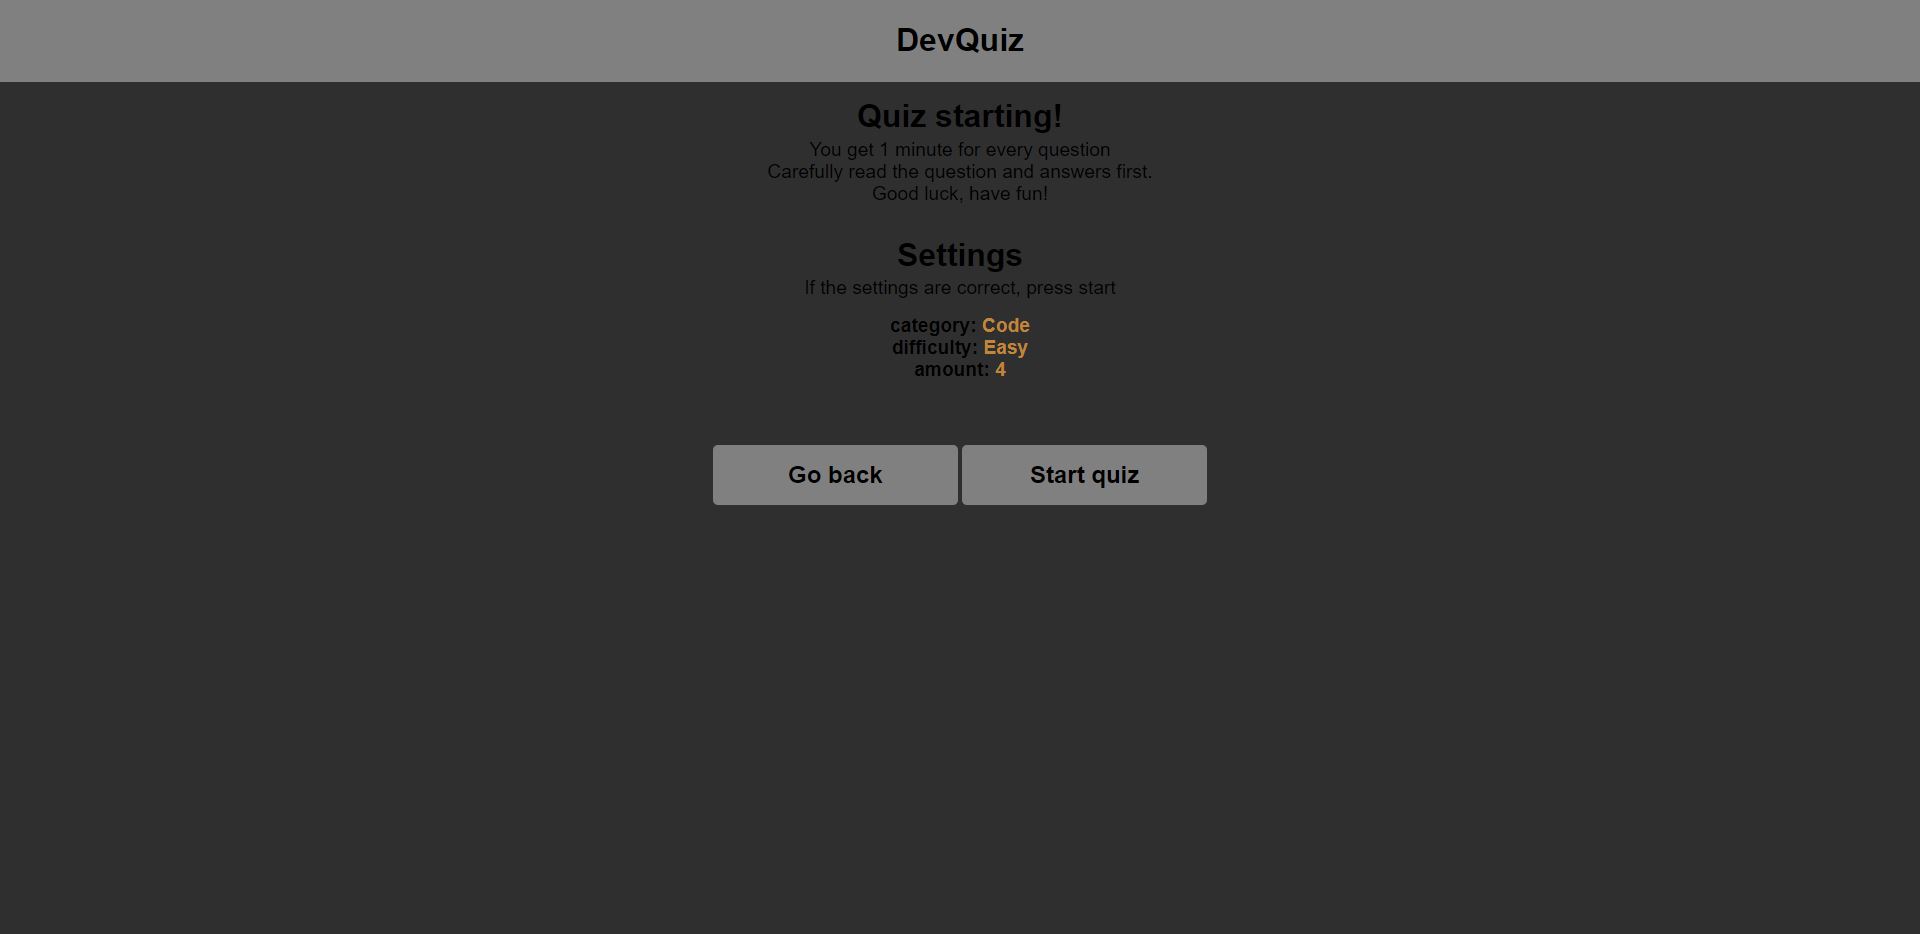 DevQuiz
Quiz starting!
You get 1 minute for every question
Carefully read the question and answers first.
Good luck, have fun!
Settings
If the settings are correct, press start
category: Code
difficulty: Easy
amount: 4
Go back
Start quiz